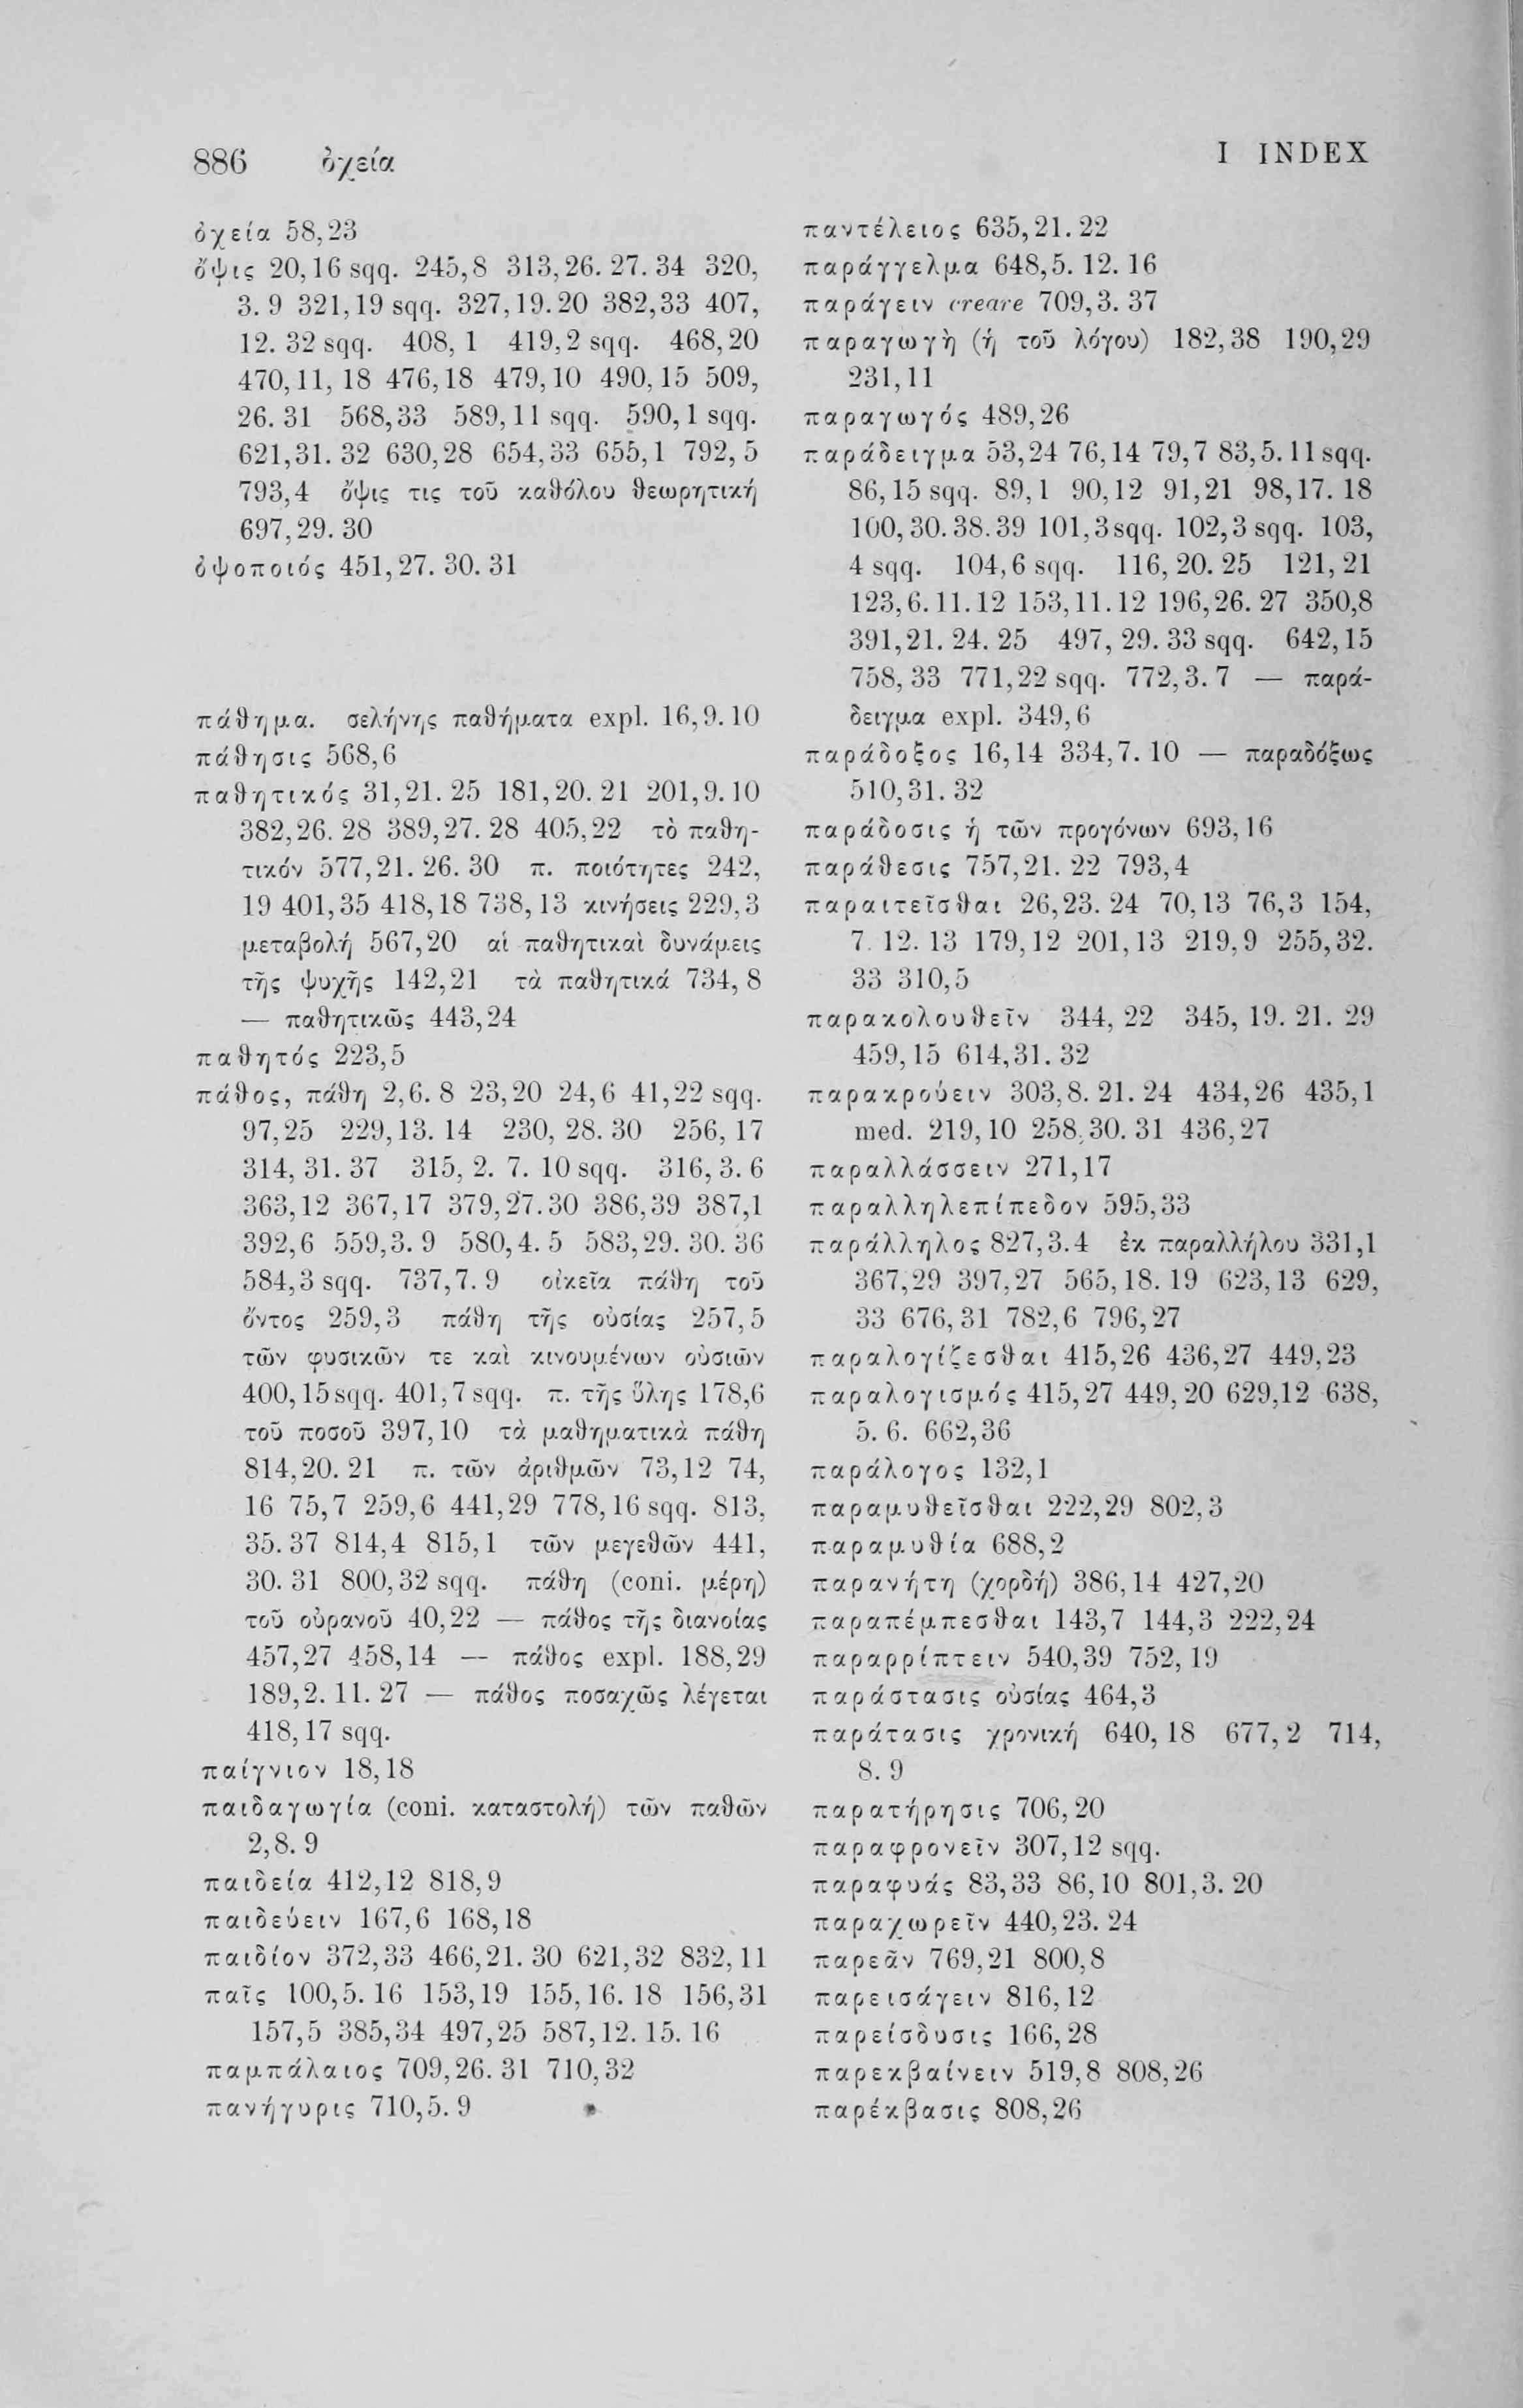 886 ὀχεία
I INDEX
ὀχεία 58,23
ὄψις 20,16 sqq. 245,8 313,26. 27. 34 320,
3. 9 321,19 sqq. 327,19. 20 382,33 407,
12. 32 sqq. 408, 1 419,2 sqq. 468,20
470,11, 18 476,18 479,10 490,15 509,
26. 31 568,33 589,11 sqq. 590,1 sqq.
621,31. 32 630,28 654,33 655,1 792,5
793,4 ὄψις τις τοῦ καθόλου θεωρητική
697,29. 30
ὀψοποιός 451,27. 30. 31
πάθημα. σελήνης παθήματα expl. 16,9. 10
πάθησις 568,6
παθητικός 31,21. 25 181,20. 21 201,9. 10
382,26. 28 389,27. 28 405,22 τὸ παθη-
τικόν 577,21. 26. 30 π. ποιότητες 242,
19 401,35 418,18 738,13 κινήσεις 229,3
μεταβολή 567,20 αἱ παθητικαὶ δυνάμεις
τῆς ψυχῆς 142,21 τὰ παθητικά 734, 8
— παθητικῶς 443,24
παθητός 223,5
πάθος, πάθη 2,6. 8 23,20 24,6 41,22 sqq.
97,25 229,13. 14 230, 28. 30 256, 17
314, 31. 37 315, 2. 7. 10 sqq. 316, 3. 6
363,12 367,17 379,27. 30 386,39 387,1
392,6 559,3. 9 580,4. 5 583,29. 30. 36
584,3 sqq. 737,7. 9 οἰκεῖα πάθη τοῦ
ὄντος 259,3 πάθη τῆς οὐσίας 257,5
τῶν φυσικῶν τε καὶ κινουμένων οὐσιῶν
400,15 sqq. 401,7 sqq. π. τῆς ὕλης 178,6
τοῦ ποσοῦ 397,10 τὰ μαθηματικὰ πάθη
814,20. 21 π. τῶν ἀριθμῶν 73,12 74,
16 75,7 259,6 441,29 778,16 sqq. 813,
35. 37 814,4 815,1 τῶν μεγεθῶν 441,
30. 31 800,32 sqq. πάθη (coni. μέρη)
τοῦ οὐρανοῦ 40,22 — πάθος τῆς διανοίας
457,27 458,14 — πάθος expl. 188,29
189,2. 11. 27 — πάθος ποσαχῶς λέγεται
418,17 sqq.
παίγνιον 18,18
παιδαγωγία (coni. καταστολή) τῶν παθῶν
2,8. 9
παιδεία 412,12 818,9
παιδεύειν 167,6 168,18
παιδίον 372,33 466,21. 30 621,32 832,11
παῖς 100,5. 16 153,19 155,16. 18 156,31
157,5 385,34 497,25 587,12. 15. 16
παμπάλαιος 709,26. 31 710,32
πανήγυρις 710,5. 9
παντέλειος 635,21. 22
παράγγελμα 648,5. 12. 16
παράγειν creare 709,3. 37
παραγωγὴ (ἡ τοῦ λόγου) 182,38 190,29
231,11
παραγωγός 489,26
παράδειγμα 53,24 76,14 79,7 83,5. 11 sqq.
86,15 sqq. 89,1 90,12 91,21 98,17. 18
100,30. 38. 39 101,3 sqq. 102,3 sqq. 103,
4 sqq. 104,6 sqq. 116, 20. 25 121, 21
123,6. 11. 12 153,11. 12 196,26. 27 350,8
391,21. 24. 25 497, 29. 33 sqq. 642,15
758, 33 771,22 sqq. 772,3. 7 — παρά-
δειγμα expl. 349,6
παράδοξος 16,14 334,7. 10 — παραδόξως
510,31. 32
παράδοσις ἡ τῶν προγόνων 693,16
παράθεσις 757,21. 22 793,4
παραιτεῖσθαι 26,23. 24 70,13 76,3 154,
7. 12. 13 179,12 201,13 219,9 255,32.
33 310,5
παρακολουθεῖν 344, 22 345, 19. 21. 29
459,15 614,31. 32
παρακρούειν 303,8. 21. 24 434,26 435,1
med. 219,10 258,30. 31 436,27
παραλλάσσειν 271,17
παραλληλεπίπεδον 595,33
παράλληλος 827,3. 4 ἐκ παραλλήλου 331,1
367,29 397,27 565,18. 19 623,13 629,
33 676,31 782,6 796,27
παραλογίζεσθαι 415,26 436,27 449,23
παραλογισμός 415,27 449,20 629,12 638,
5. 6. 662,36
παράλογος 132,1
παραμυθεῖσθαι 222,29 802,3
παραμυθία 688,2
παρανήτη (χορδή) 386,14 427,20
παραπέμπεσθαι 143,7 144,3 222,24
παραρρίπτειν 540,39 752,19
παράστασις οὐσίας 464,3
παράτασις χρονική 640,18 677,2 714,
8. 9
παρατήρησις 706,20
παραφρονεῖν 307,12 sqq.
παραφυάς 83,33 86,10 801,3. 20
παραχωρεῖν 440,23. 24
παρεᾶν 769,21 800,8
παρεισάγειν 816,12
παρείσδυσις 166,28
παρεκβαίνειν 519,8 808,26
παρέκβασις 808,26